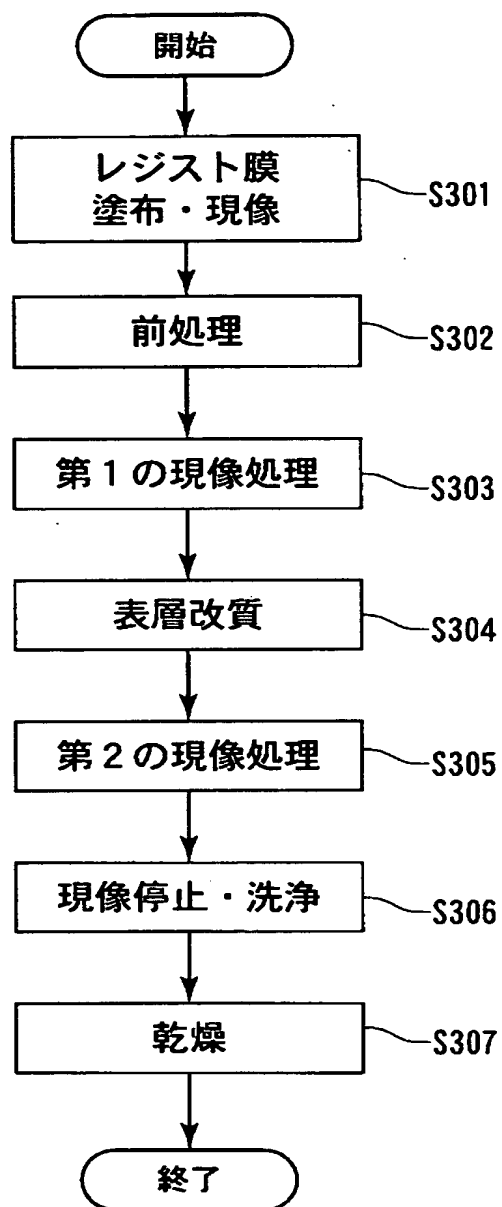 開始
レジスト膜
塗布・現像
S301
前処理
S302
第1の現像処理
S303
表層改質
S304
第2の現像処理
S305
現像停止・洗浄
S306
乾燥
S307
終了